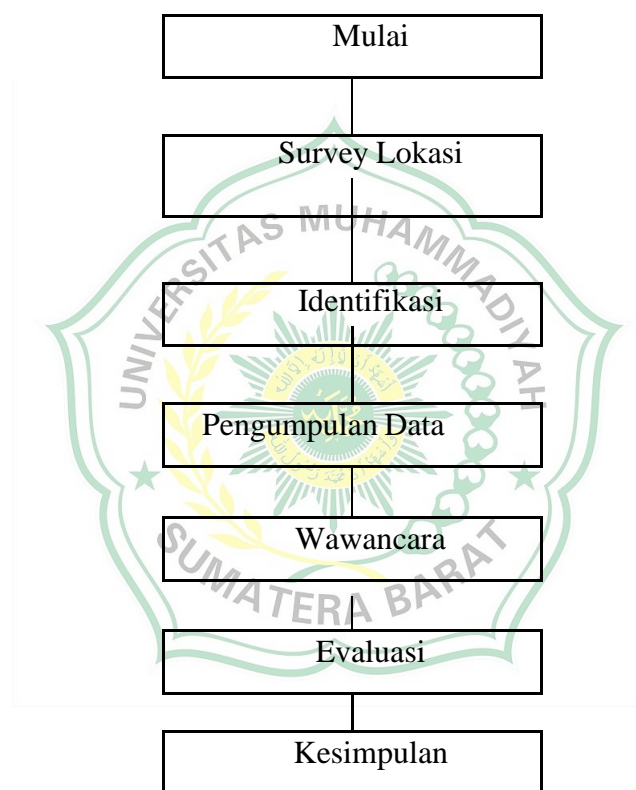 Mulai
Survey Lokasi
UNIVERSITAS MUHAMMADIYAH
Identifikasi
Pengumpulan Data
Wawancara
SUMATERA BARAT
Evaluasi
Kesimpulan